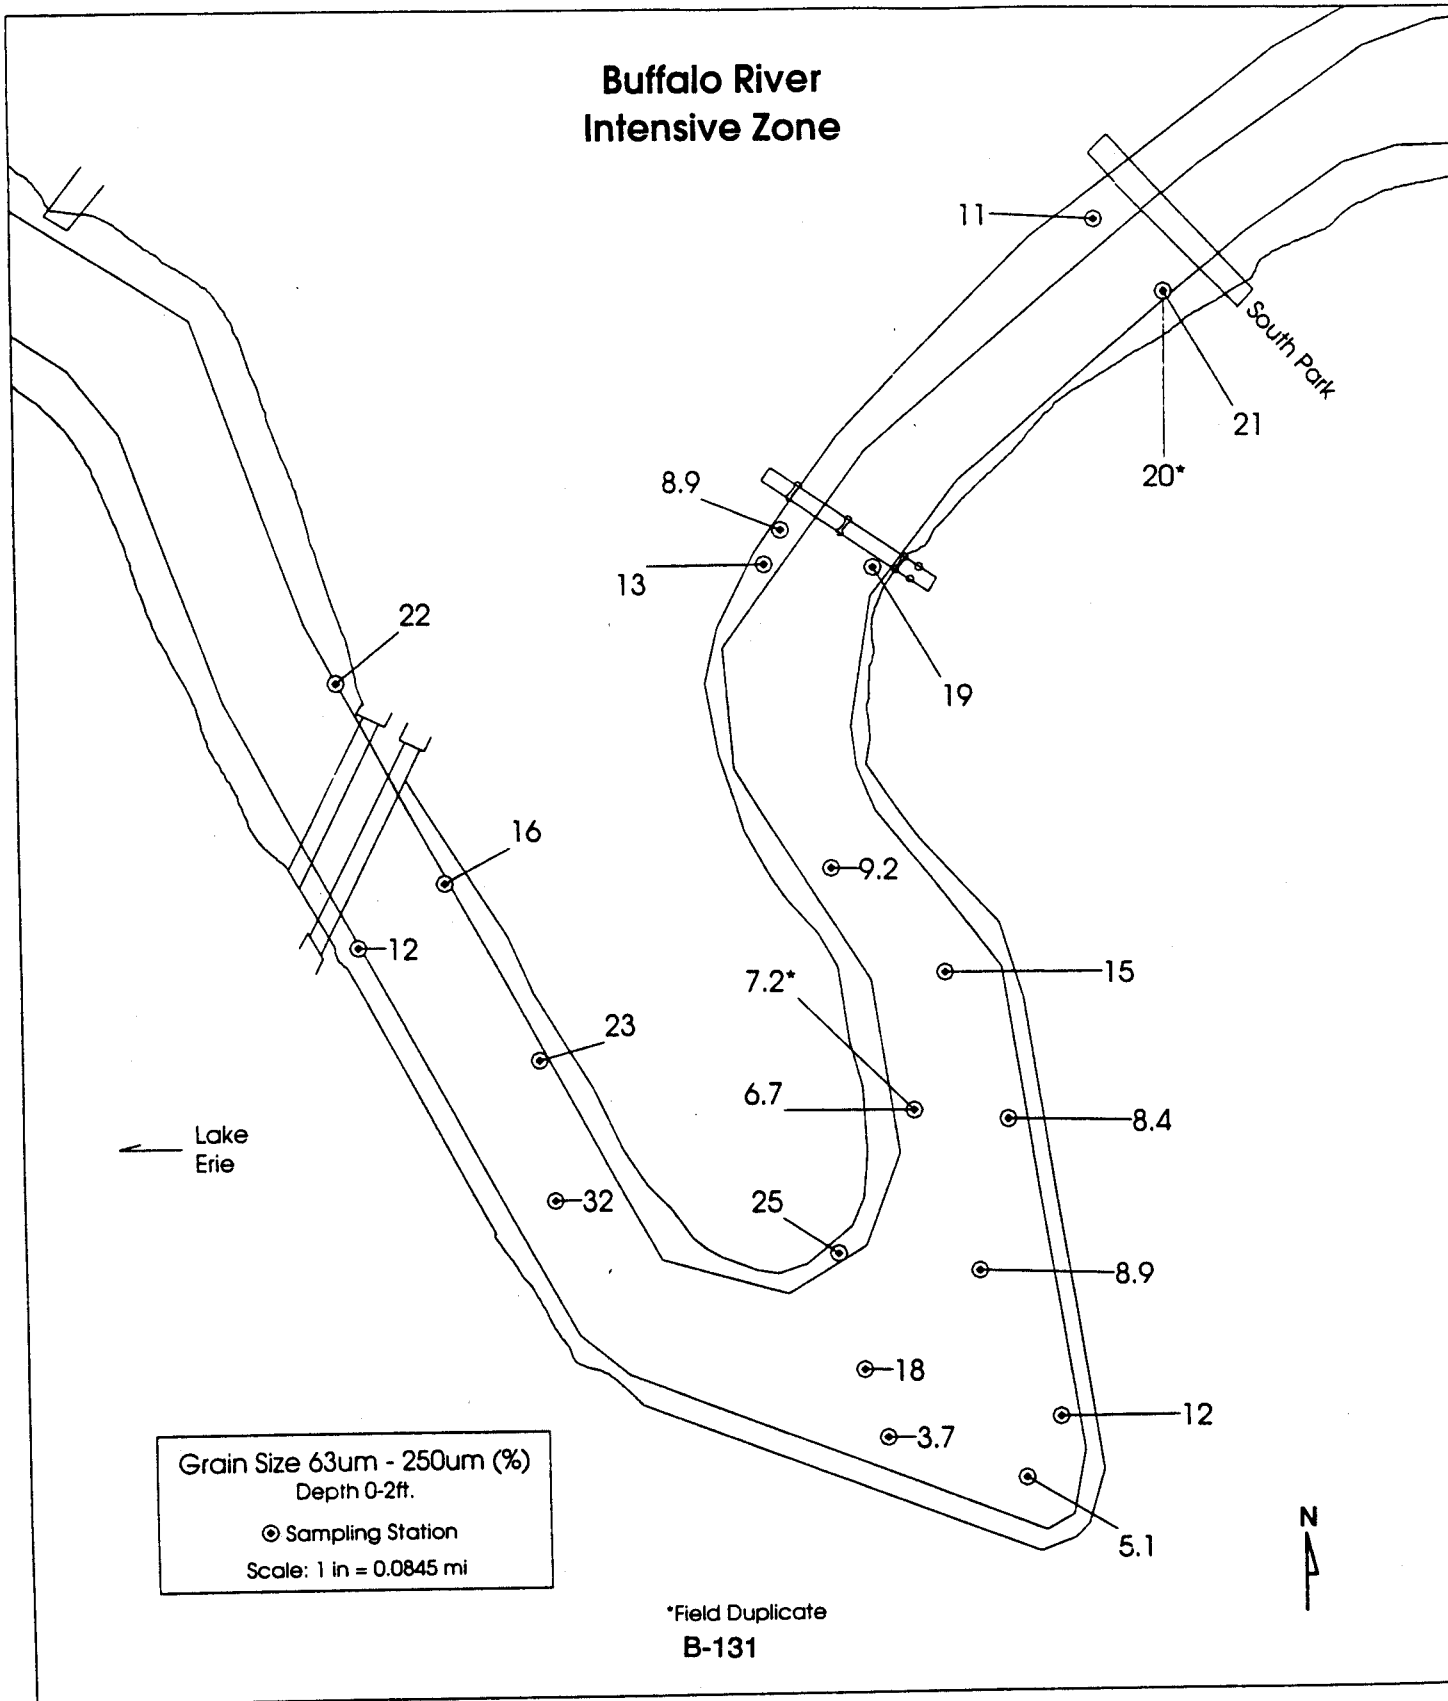 Buffalo River
Intensive Zone
11
South Park
21
20*
8.9
13
22
19
16
9.2
12
15
7.2*
23
6.7
8.4
Lake
Erie
32
25
8.9
18
12
3.7
5.1
Grain Size 63um - 250um (%)
Depth 0-2ft.
Sampling Station
Scale: 1 in = 0.0845 mi
N
*Field Duplicate
B-131